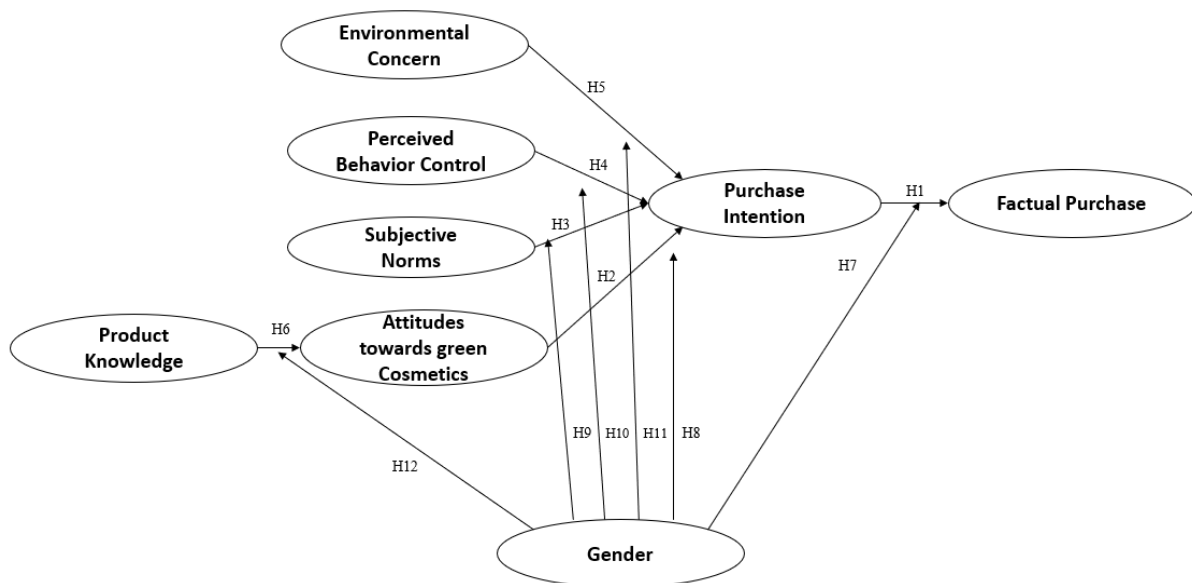 Environmental
Concern
H5
Perceived
Behavior Control
H4
Purchase
Intention
H1
Factual Purchase
Subjective
Norms
H3
H2
H7
Product
Knowledge
H6
Attitudes
towards green
Cosmetics
H9
H10
H11
H8
H12
Gender